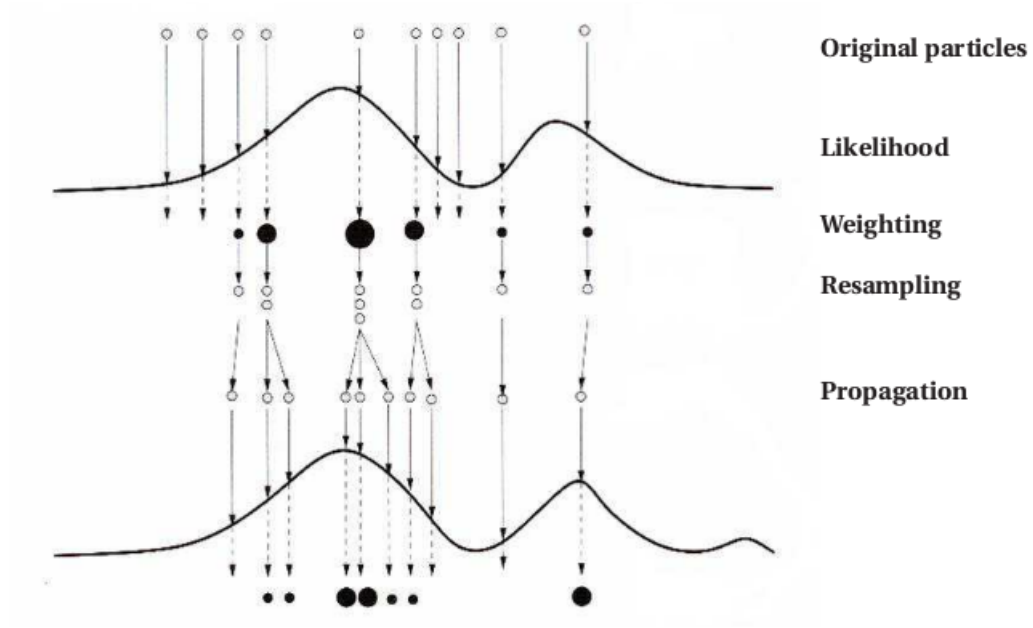 Original particles
Likelihood
Weighting
Resampling
Propagation